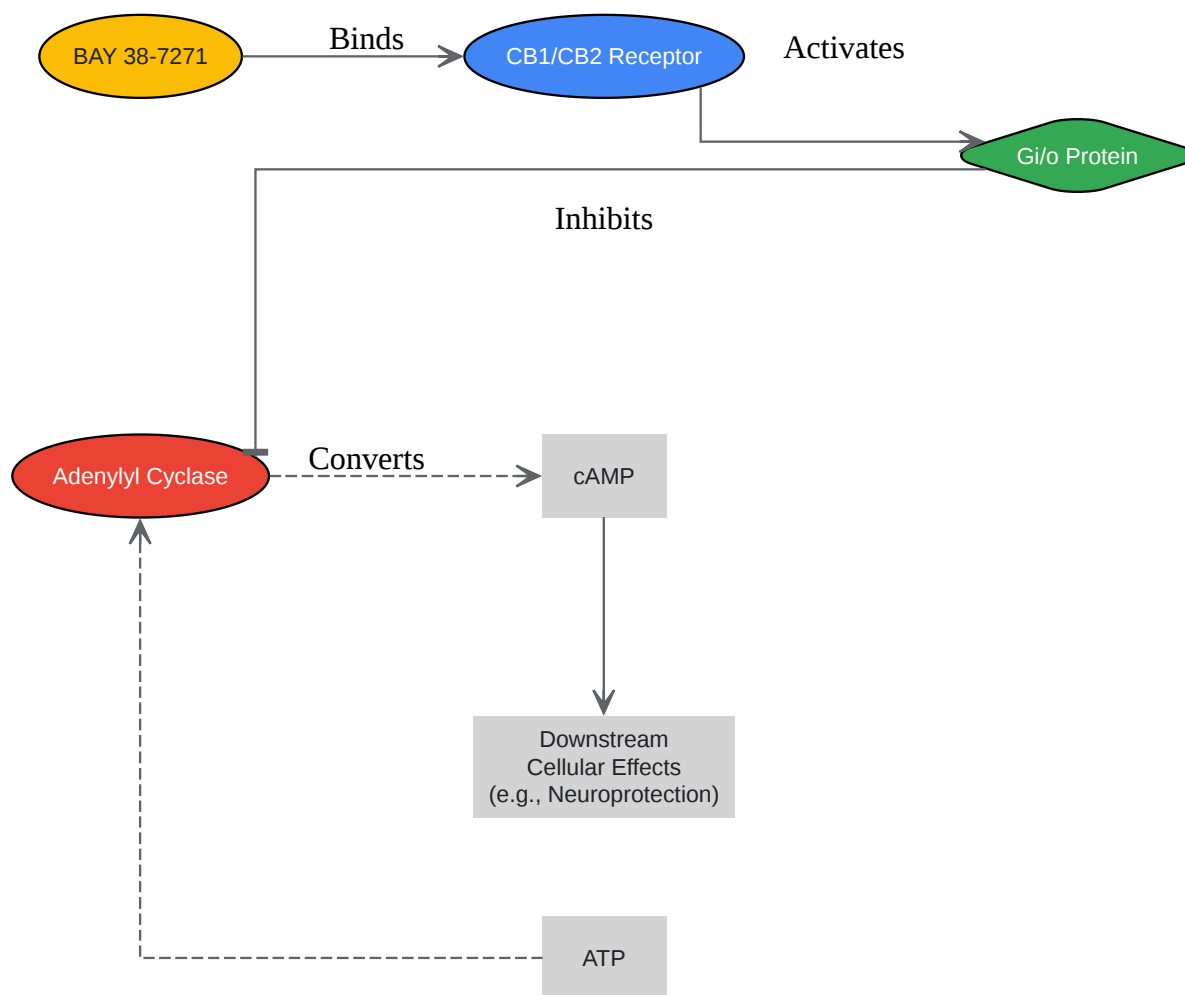 BAY 38-7271
Binds
CB1/CB2 Receptor
Activates
Gi/o Protein
Inhibits
Adenylyl Cyclase
Converts
cAMP
Downstream
Cellular Effects
(e.g., Neuroprotection)
ATP